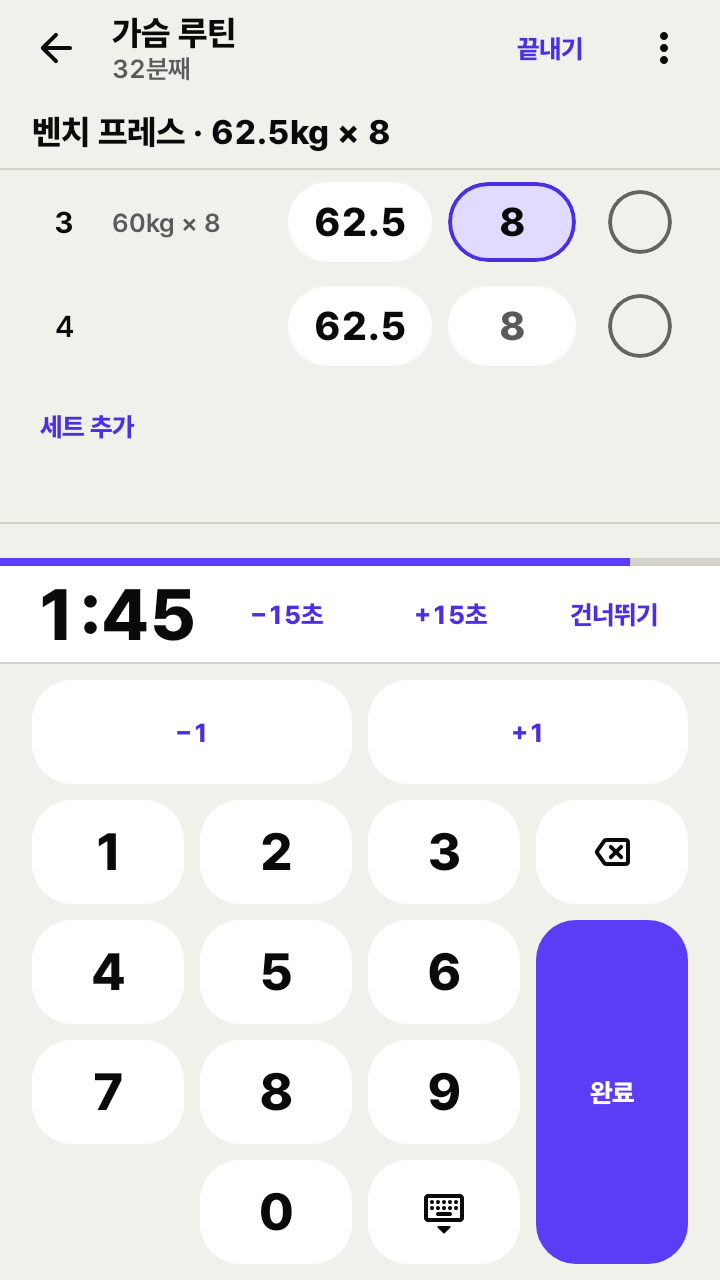 가슴 루틴
32분째
끝내기
벤치 프레스 · 62.5kg × 8
3 60kg × 8 62.5 8
4 62.5 8
세트 추가
1:45 −15초 +15초 건너뛰기
−1 +1
1 2 3
4 5 6
7 8 9 완료
0